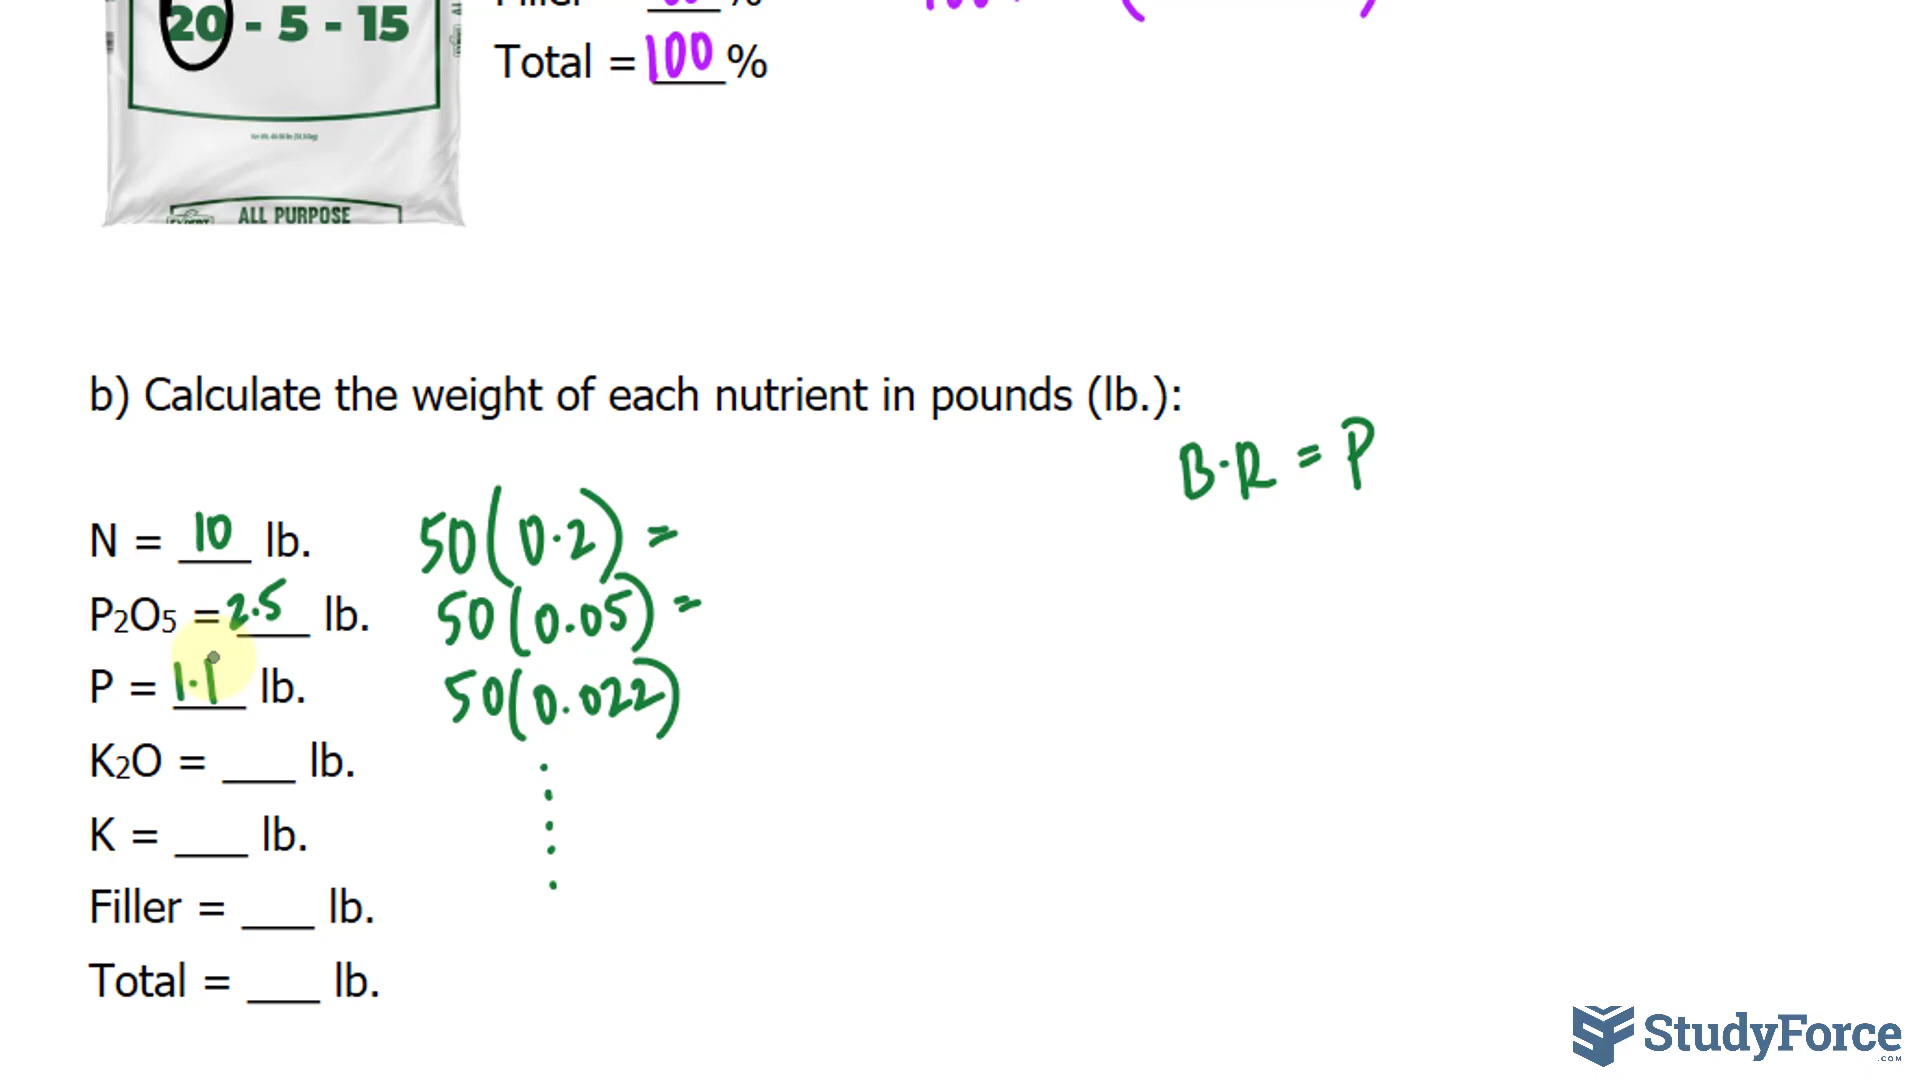 20 - 5 - 15
Total = 100 %
ALL PURPOSE
b) Calculate the weight of each nutrient in pounds (lb.):
B·R = P
N = 10 lb. 50(0.2) =
P2O5 = 2.5 lb. 50(0.05) =
P = 1.1 lb. 50(0.022)
K2O = ___ lb.
K = ___ lb.
Filler = ___ lb.
Total = ___ lb.
StudyForce
.COM